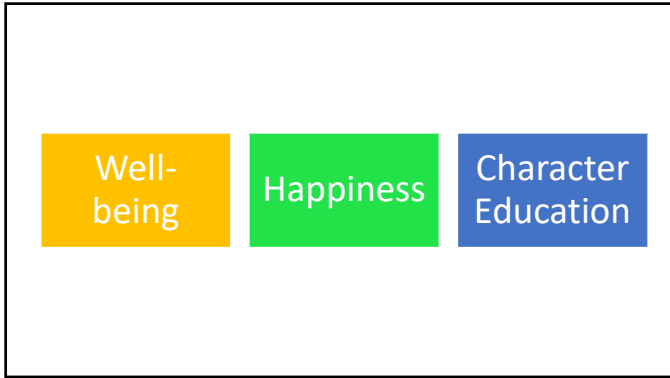 Well-
being
Happiness
Character
Education